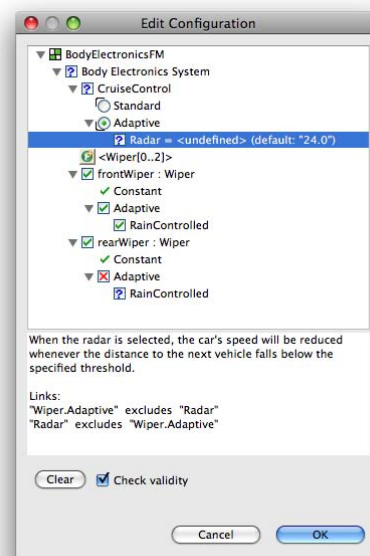 Edit Configuration
BodyElectronicsFM
Body Electronics System
CruiseControl
Standard
Adaptive
Radar = <undefined> (default: "24.0")
<Wiper[0..2]>
frontWiper : Wiper
Constant
Adaptive
RainControlled
rearWiper : Wiper
Constant
Adaptive
RainControlled
When the radar is selected, the car's speed will be reduced
whenever the distance to the next vehicle falls below the
specified threshold.
Links:
"Wiper.Adaptive" excludes "Radar"
"Radar" excludes "Wiper.Adaptive"
Clear
Check validity
Cancel
OK